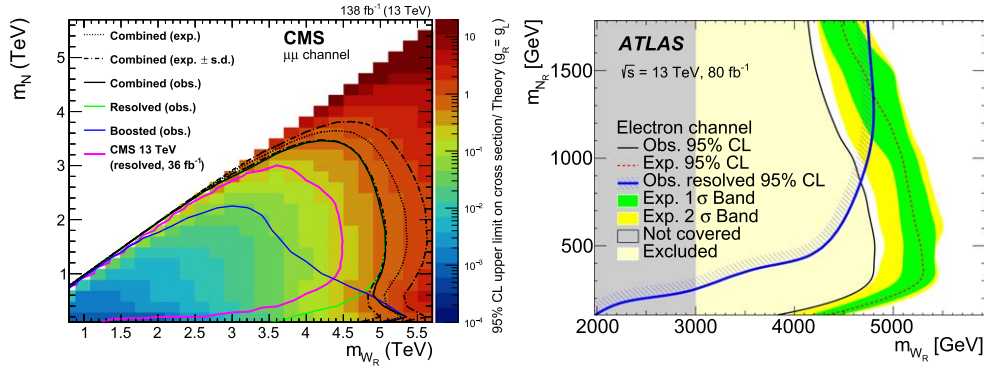 138 fb⁻¹ (13 TeV)
CMS
μμ channel
Combined (exp.)
Combined (exp. ± s.d.)
Combined (obs.)
Resolved (obs.)
Boosted (obs.)
CMS 13 TeV
(resolved, 36 fb⁻¹)
m_N (TeV)
5
4
3
2
1
1
1.5
2
2.5
3
3.5
4
4.5
5
5.5
m_{W_R} (TeV)
10
1
10⁻¹
10⁻²
10⁻³
10⁻⁴
95% CL upper limit on cross section/ Theory (g_R = g_L)
ATLAS
√s = 13 TeV, 80 fb⁻¹
Electron channel
Obs. 95% CL
Exp. 95% CL
Obs. resolved 95% CL
Exp. 1 σ Band
Exp. 2 σ Band
Not covered
Excluded
m_{N_R} [GeV]
1500
1000
500
2000
3000
4000
5000
m_{W_R} [GeV]